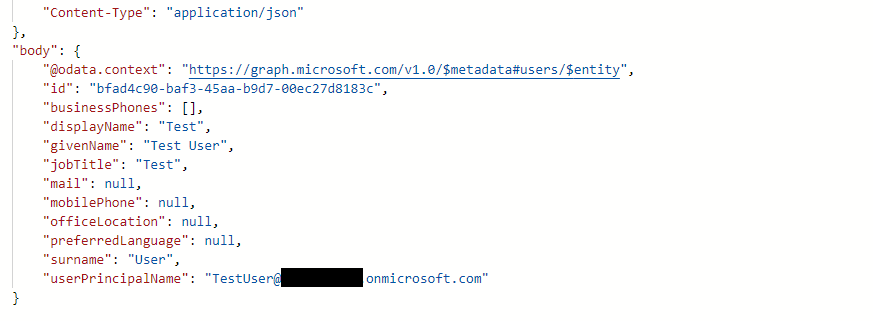 "Content-Type": "application/json"
},
"body": {
"@odata.context": "https://graph.microsoft.com/v1.0/$metadata#users/$entity",
"id": "bfad4c90-baf3-45aa-b9d7-00ec27d8183c",
"businessPhones": [],
"displayName": "Test",
"givenName": "Test User",
"jobTitle": "Test",
"mail": null,
"mobilePhone": null,
"officeLocation": null,
"preferredLanguage": null,
"surname": "User",
"userPrincipalName": "TestUser@ onmicrosoft.com"
}